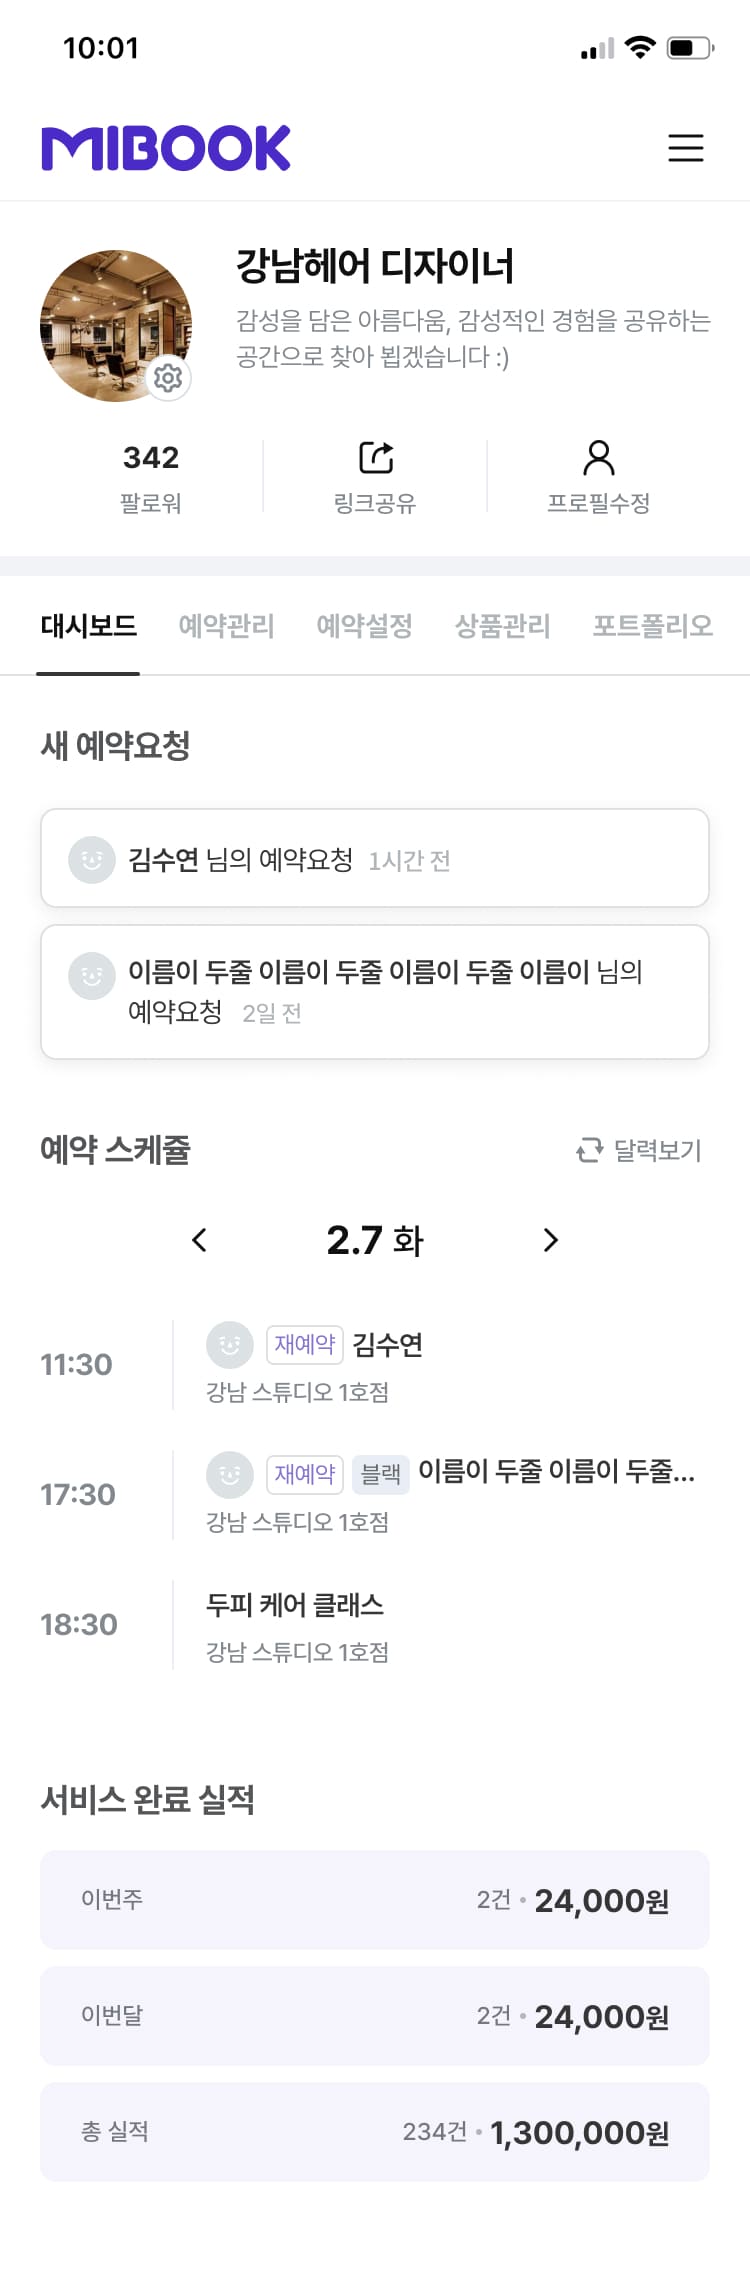 10:01
MIBOOK
강남헤어 디자이너
감성을 담은 아름다움, 감성적인 경험을 공유하는
공간으로 찾아 뵙겠습니다 :)
342
팔로워
링크공유
프로필수정
대시보드 예약관리 예약설정 상품관리 포트폴리오
새 예약요청
김수연 님의 예약요청 1시간 전
이름이 두줄 이름이 두줄 이름이 두줄 이름이 님의
예약요청 2일 전
예약 스케쥴 달력보기
2.7 화
11:30
재예약 김수연
강남 스튜디오 1호점
17:30
재예약 블랙 이름이 두줄 이름이 두줄...
강남 스튜디오 1호점
18:30
두피 케어 클래스
강남 스튜디오 1호점
서비스 완료 실적
이번주 2건 • 24,000원
이번달 2건 • 24,000원
총 실적 234건 • 1,300,000원